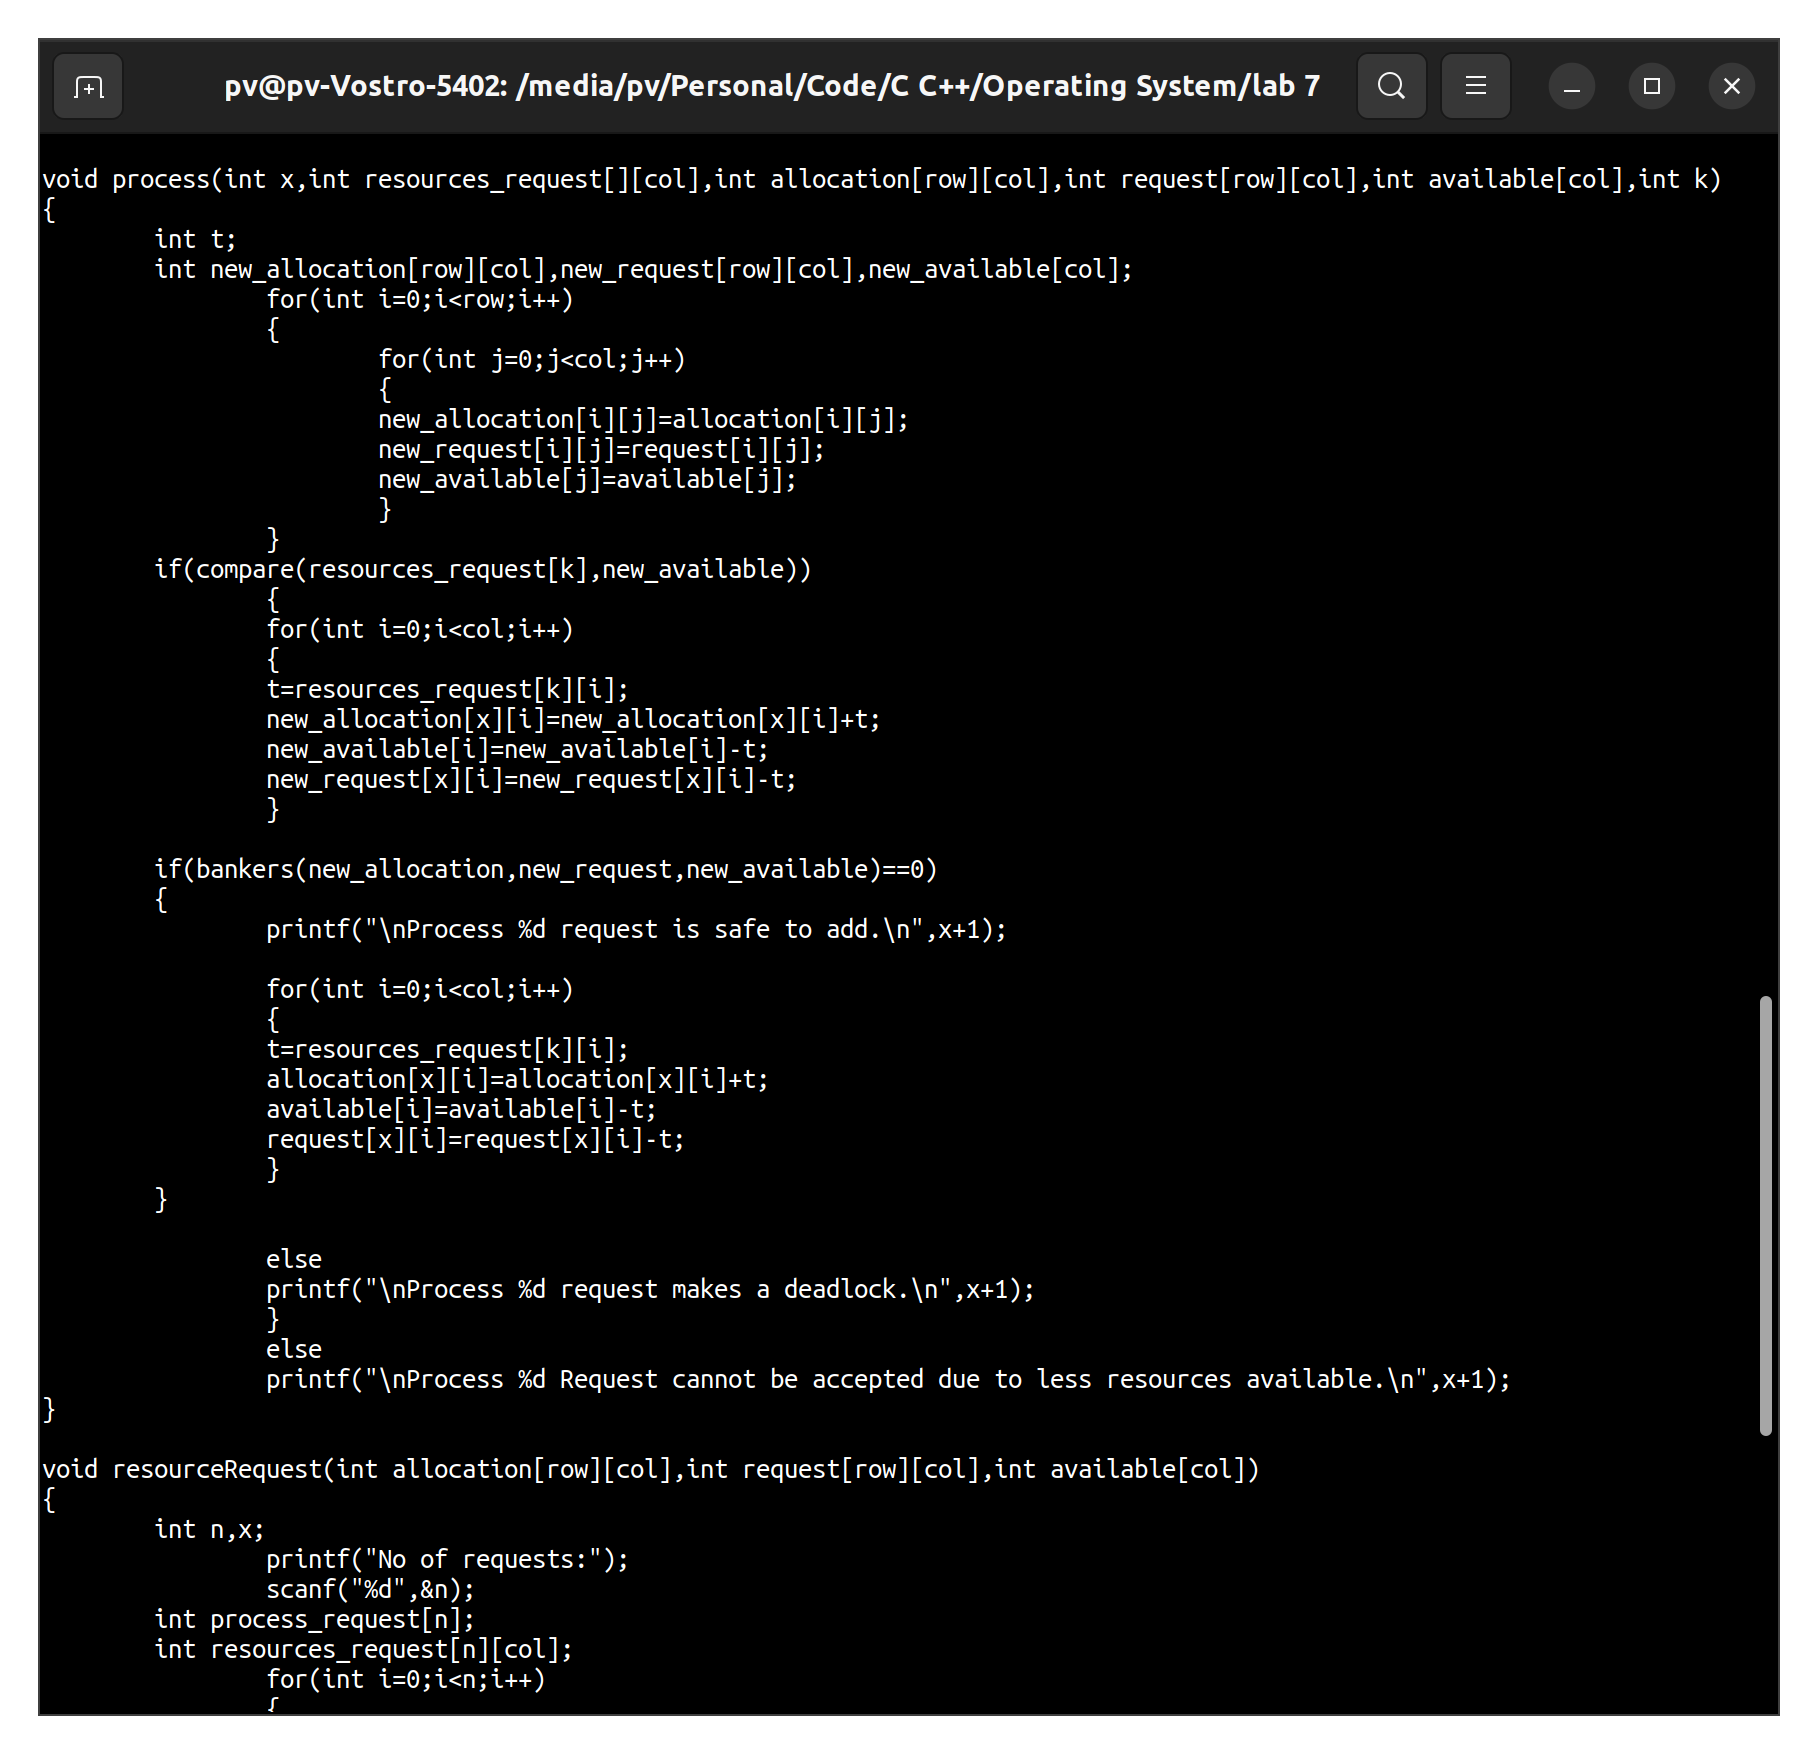 pv@pv-Vostro-5402: /media/pv/Personal/Code/C C++/Operating System/lab 7
void process(int x,int resources_request[][col],int allocation[row][col],int request[row][col],int available[col],int k)
{
        int t;
        int new_allocation[row][col],new_request[row][col],new_available[col];
                for(int i=0;i<row;i++)
                {
                        for(int j=0;j<col;j++)
                        {
                        new_allocation[i][j]=allocation[i][j];
                        new_request[i][j]=request[i][j];
                        new_available[j]=available[j];
                        }
                }
        if(compare(resources_request[k],new_available))
                {
                for(int i=0;i<col;i++)
                {
                t=resources_request[k][i];
                new_allocation[x][i]=new_allocation[x][i]+t;
                new_available[i]=new_available[i]-t;
                new_request[x][i]=new_request[x][i]-t;
                }
        if(bankers(new_allocation,new_request,new_available)==0)
        {
                printf("\nProcess %d request is safe to add.\n",x+1);
                for(int i=0;i<col;i++)
                {
                t=resources_request[k][i];
                allocation[x][i]=allocation[x][i]+t;
                available[i]=available[i]-t;
                request[x][i]=request[x][i]-t;
                }
        }
                else
                printf("\nProcess %d request makes a deadlock.\n",x+1);
                }
                else
                printf("\nProcess %d Request cannot be accepted due to less resources available.\n",x+1);
}
void resourceRequest(int allocation[row][col],int request[row][col],int available[col])
{
        int n,x;
                printf("No of requests:");
                scanf("%d",&n);
        int process_request[n];
        int resources_request[n][col];
                for(int i=0;i<n;i++)
                {